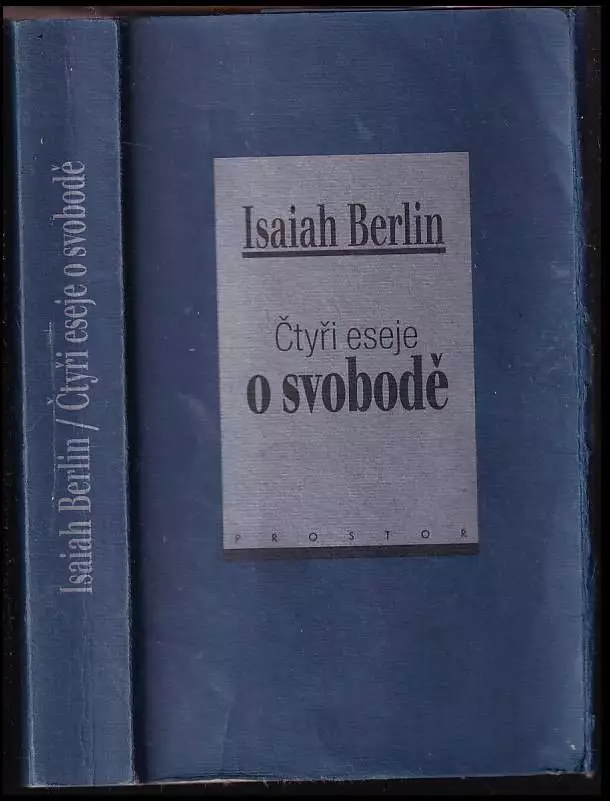 Isaiah Berlin / Čtyři eseje o svobodě
Isaiah Berlin
Čtyři eseje
o svobodě
PROSTOR